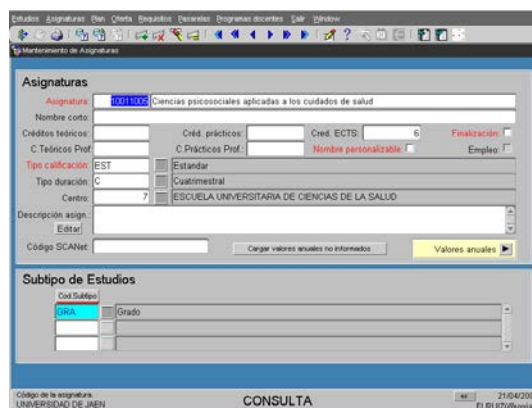 Estudios Asignaturas Plan Oferta Requisitos Pasarelas Programas docentes Salir Window
Mantenimiento de Asignaturas
Asignaturas
Asignatura: 10011005 Ciencias psicosociales aplicadas a los cuidados de salud
Nombre corto:
Créditos teóricos: Créd. prácticos: Cred. ECTS: 6 Finalización:
C.Teóricos Prof: C.Prácticos Prof.: Nombre personalizable: Empleo:
Tipo calificación: EST Estandar
Tipo duración: C Cuatrimestral
Centro: 7 ESCUELA UNIVERSITARIA DE CIENCIAS DE LA SALUD
Descripción asign.:
Editar
Código SCANet: Cargar valores anuales no informados Valores anuales
Subtipo de Estudios
Cod.Subtipo
GRA Grado
Código de la asignatura.
UNIVERSIDAD DE JAEN CONSULTA